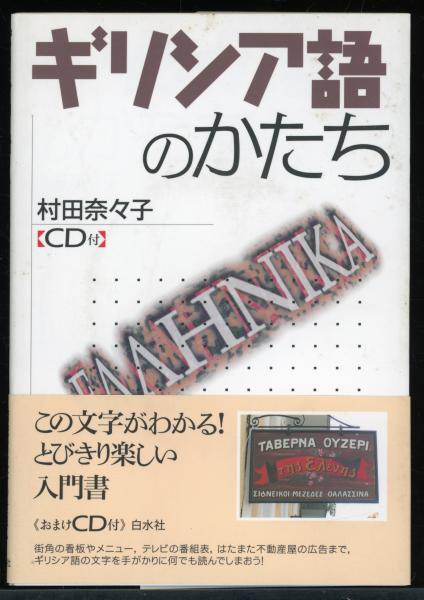 ギリシア語
のかたち
村田奈々子
【CD付】
ΜΗΝΙΚΑ
この文字がわかる!
とびきり楽しい
入門書
《おまけCD付》白水社
ΤΑΒΕΡΝΑ ΟΥΖΕΡΙ
της Ελένης
ΣΙΦΝΕΙΚΟΙ ΜΕΖΕΔΕΣ-ΘΑΛΑΣΣΙΝΑ
街角の看板やメニュー,テレビの番組表,はたまた不動産屋の広告まで,
ギリシア語の文字を手がかりに何でも読んでしまおう!